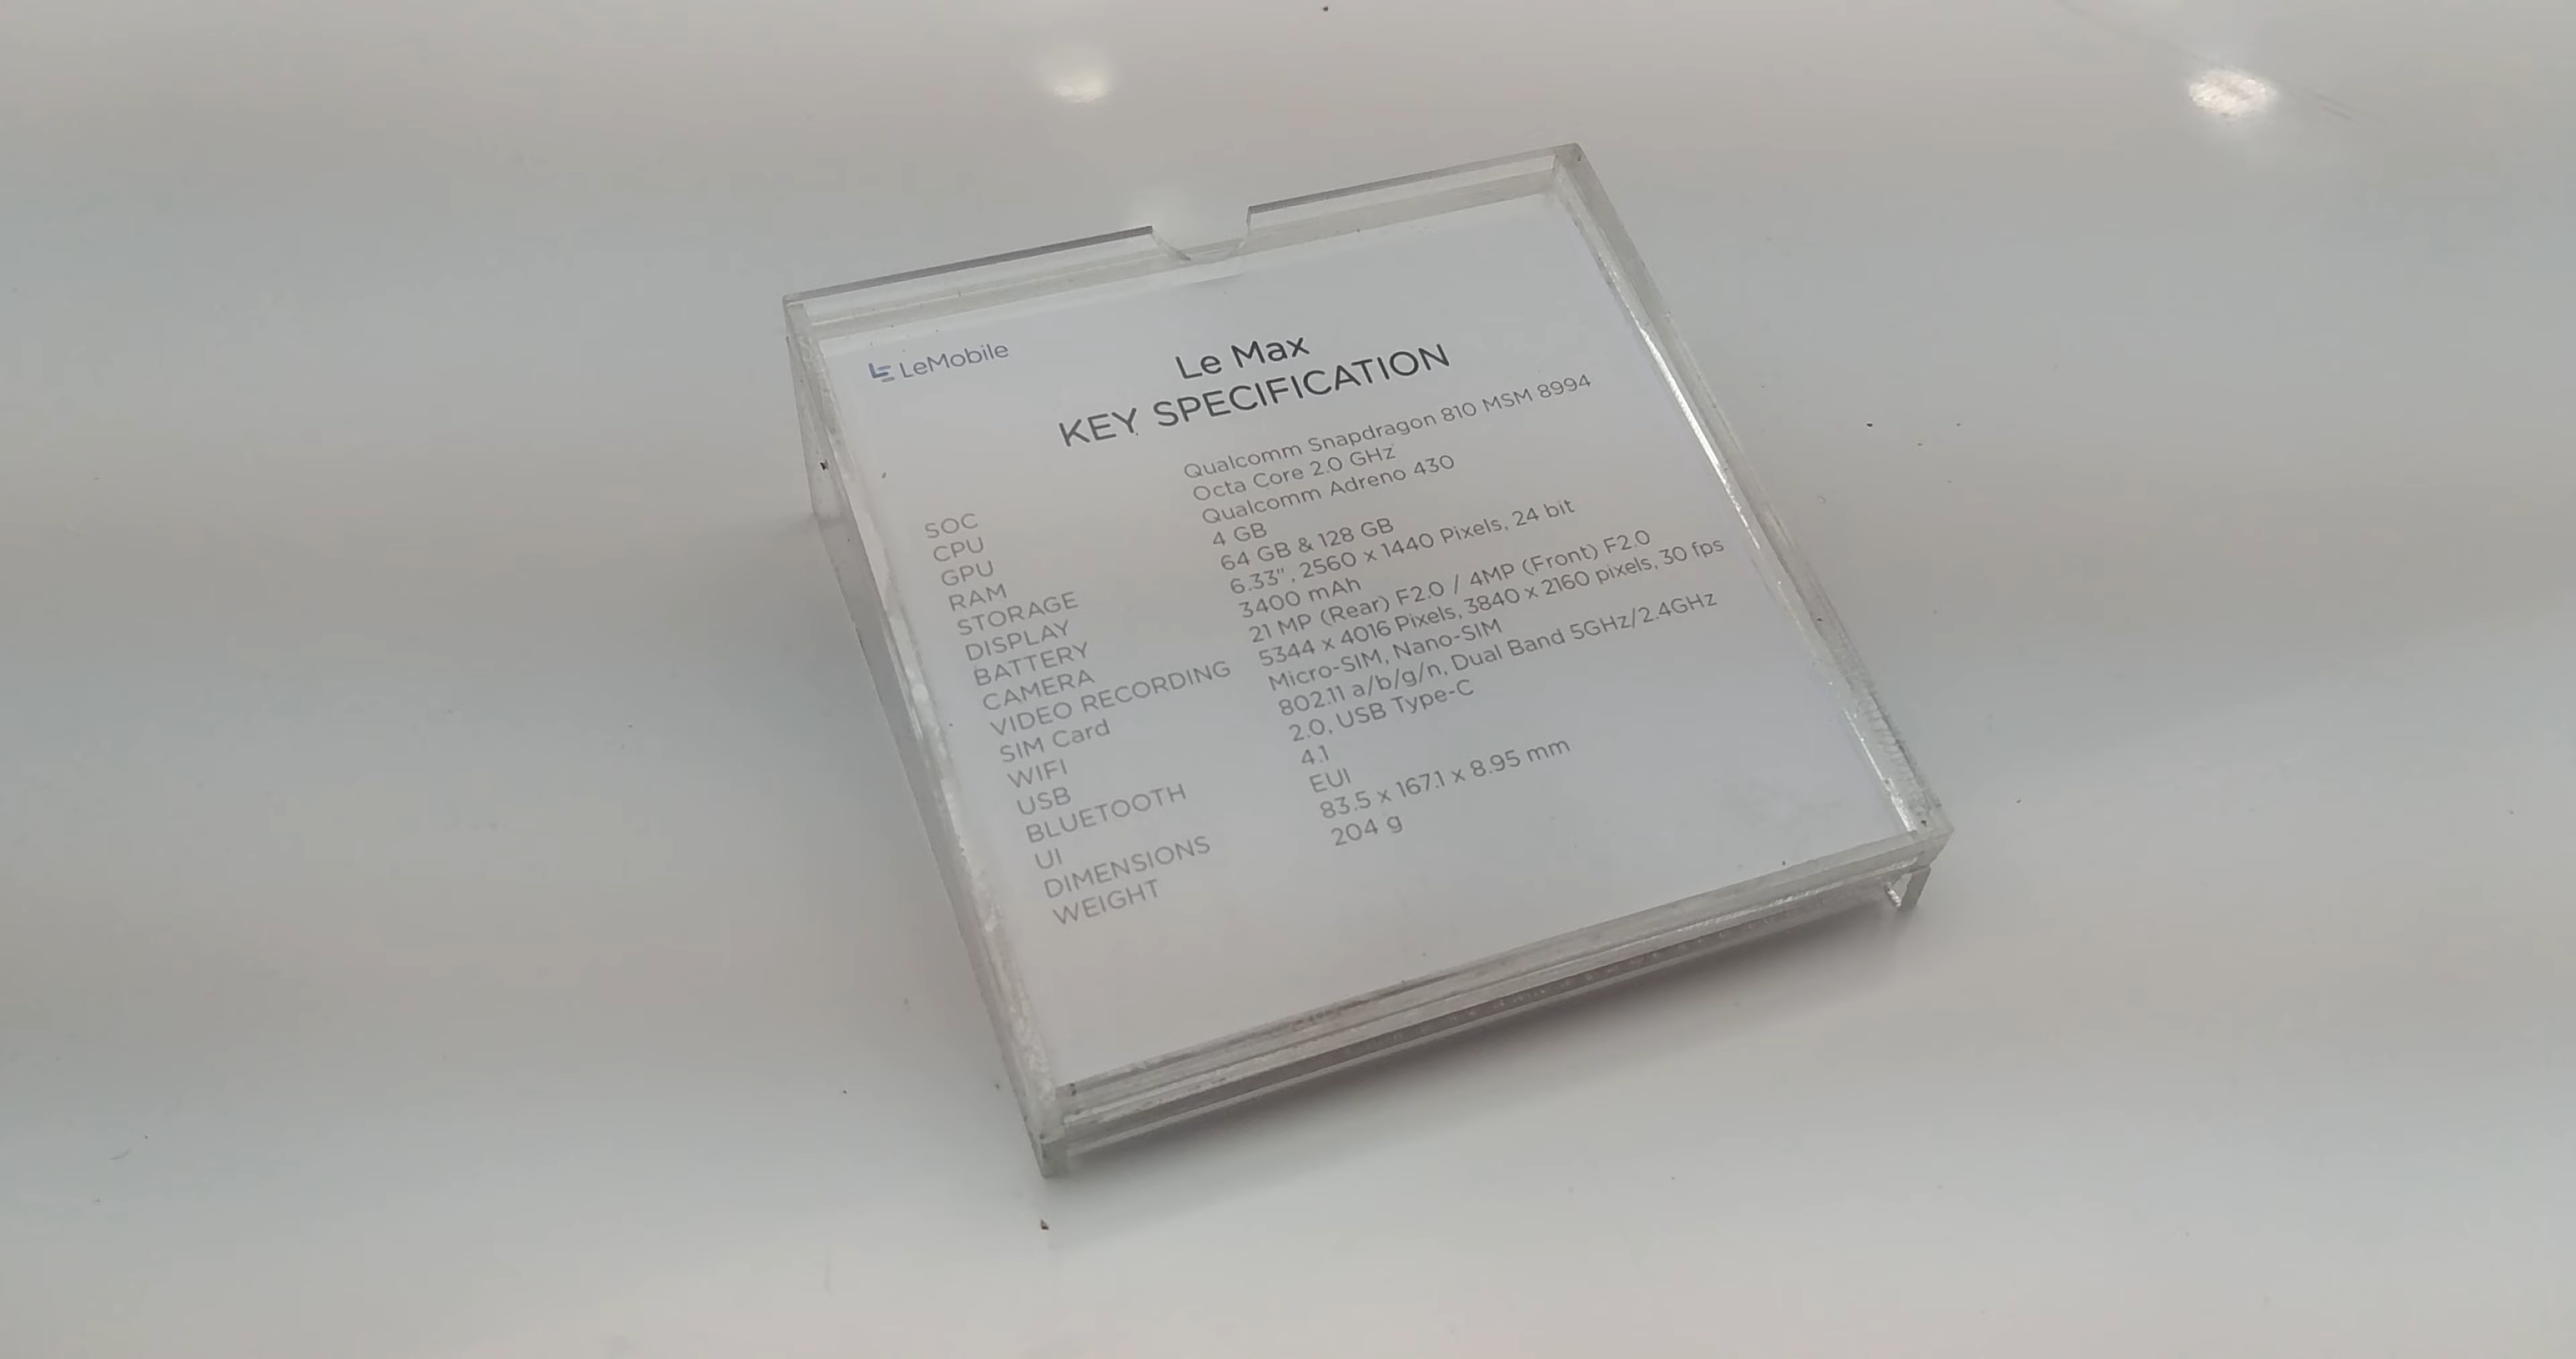 LeMobile
Le Max
KEY SPECIFICATION
SOC Qualcomm Snapdragon 810 MSM 8994
CPU Octa Core 2.0 GHz
GPU Qualcomm Adreno 430
RAM 4 GB
STORAGE 64 GB & 128 GB
DISPLAY 6.33", 2560 x 1440 Pixels, 24 bit
BATTERY 3400 mAh
CAMERA 21 MP (Rear) F2.0 / 4MP (Front) F2.0
VIDEO RECORDING 5344 x 4016 Pixels, 3840 x 2160 pixels, 30 fps
SIM Card Micro-SIM, Nano-SIM
WIFI 802.11 a/b/g/n, Dual Band 5GHz/2.4GHz
USB 2.0, USB Type-C
BLUETOOTH 4.1
UI EUI
DIMENSIONS 83.5 x 167.1 x 8.95 mm
WEIGHT 204 g